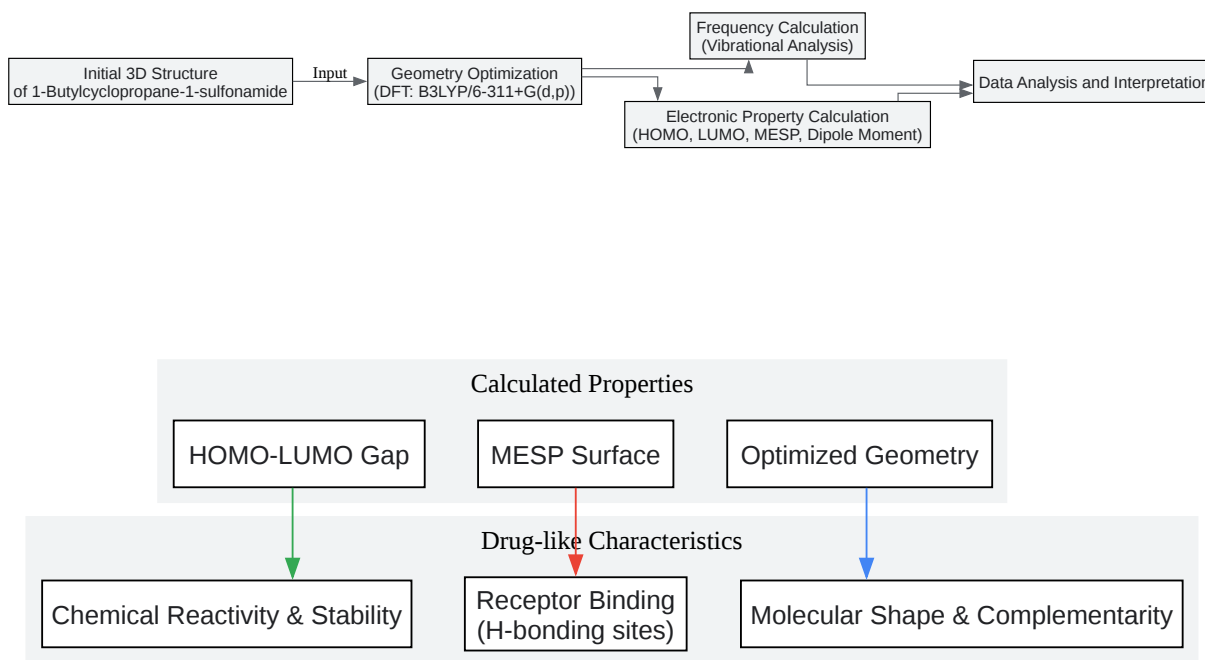 Frequency Calculation
(Vibrational Analysis)
Initial 3D Structure
of 1-Butylcyclopropane-1-sulfonamide
Input
Geometry Optimization
(DFT: B3LYP/6-311+G(d,p))
Data Analysis and Interpretation
Electronic Property Calculation
(HOMO, LUMO, MESP, Dipole Moment)
Calculated Properties
HOMO-LUMO Gap
MESP Surface
Optimized Geometry
Drug-like Characteristics
Chemical Reactivity & Stability
Receptor Binding
(H-bonding sites)
Molecular Shape & Complementarity